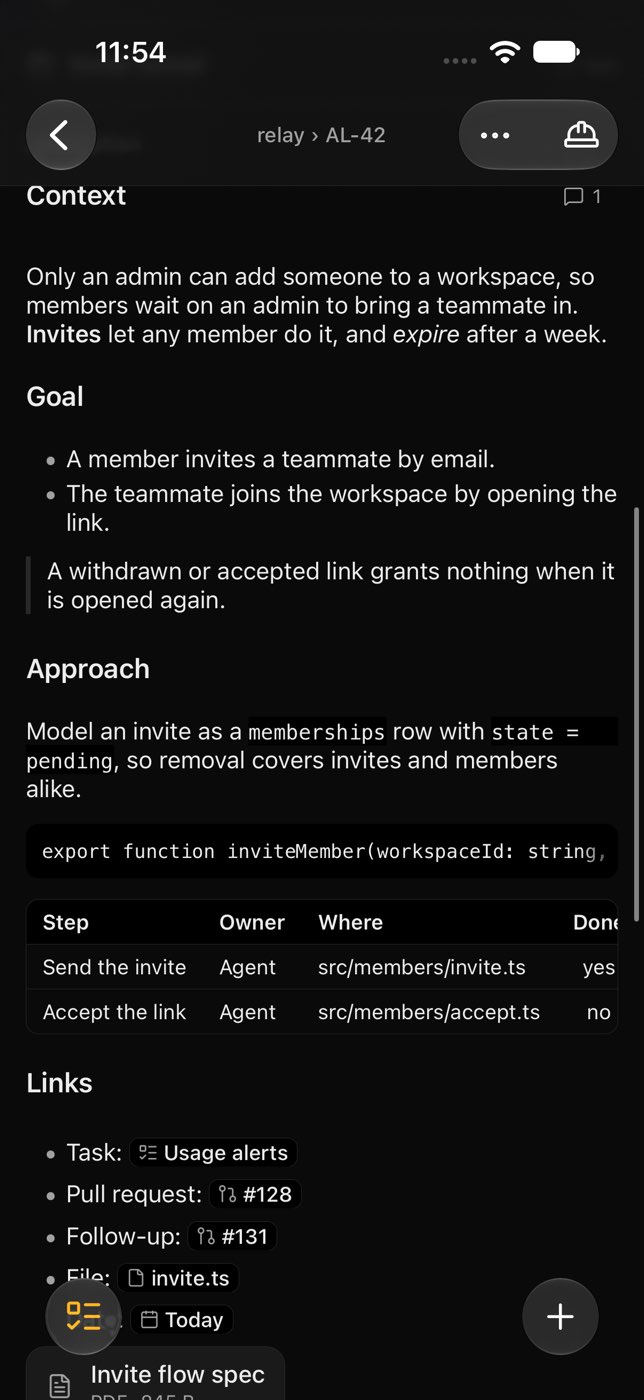 11:54
relay › AL-42
Context
1
Only an admin can add someone to a workspace, so
members wait on an admin to bring a teammate in.
Invites let any member do it, and expire after a week.
Goal
A member invites a teammate by email.
The teammate joins the workspace by opening the
link.
A withdrawn or accepted link grants nothing when it
is opened again.
Approach
Model an invite as a memberships row with state =
pending, so removal covers invites and members
alike.
export function inviteMember(workspaceId: string,
Step Owner Where Done
Send the invite Agent src/members/invite.ts yes
Accept the link Agent src/members/accept.ts no
Links
Task: Usage alerts
Pull request: #128
Follow-up: #131
File: invite.ts
Today
Invite flow spec